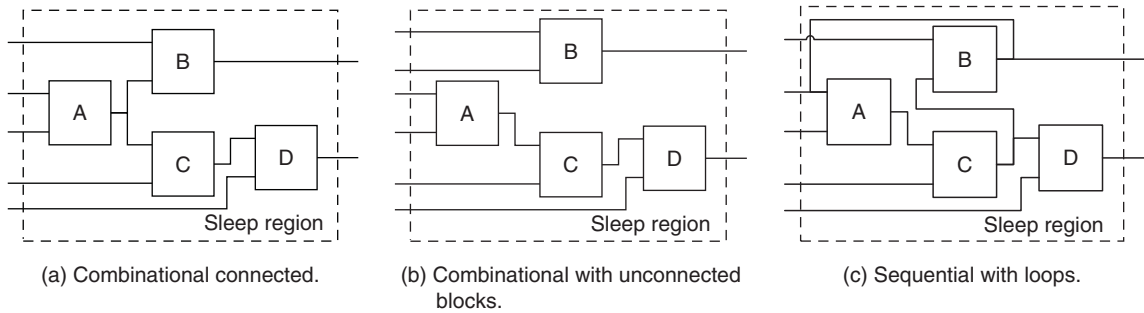 B
A
C
D
Sleep region
(a) Combinational connected.
B
A
C
D
Sleep region
(b) Combinational with unconnected
blocks.
B
A
C
D
Sleep region
(c) Sequential with loops.